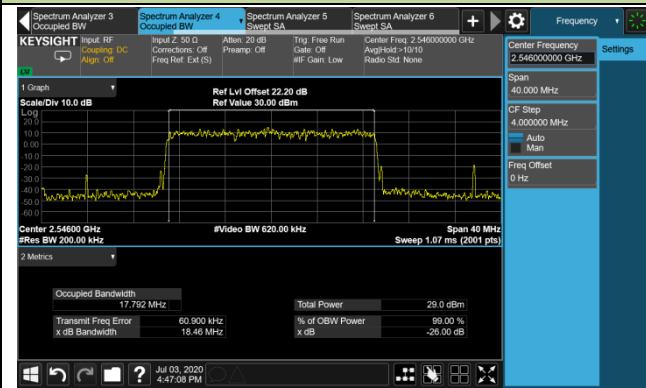 Spectrum Analyzer 3
Occupied BW
Spectrum Analyzer 4
Occupied BW
Spectrum Analyzer 5
Swept SA
Spectrum Analyzer 6
Swept SA
Frequency
KEYSIGHT
Input: RF
Coupling: DC
Align: Off
Input Z: 50 Ω
Corrections: Off
Freq Ref: Ext (S)
Atten: 20 dB
Preamp: Off
Trig: Free Run
Gate: Off
#IF Gain: Low
Center Freq: 2.546000000 GHz
Avg|Hold:>10/10
Radio Std: None
Center Frequency
2.546000000 GHz
Settings
Span
40.000 MHz
CF Step
4.000000 MHz
Auto
Man
Freq Offset
0 Hz
1 Graph
Scale/Div 10.0 dB
Ref Lvl Offset 22.20 dB
Ref Value 30.00 dBm
Log
20.0
10.0
0.00
-10.0
-20.0
-30.0
-40.0
-50.0
-60.0
Center 2.54600 GHz
#Res BW 200.00 kHz
#Video BW 620.00 kHz
Span 40 MHz
Sweep 1.07 ms (2001 pts)
2 Metrics
Occupied Bandwidth
17.792 MHz
Total Power 29.0 dBm
Transmit Freq Error 60.900 kHz
% of OBW Power 99.00 %
x dB Bandwidth 18.46 MHz
x dB -26.00 dB
Jul 03, 2020
4:47:08 PM